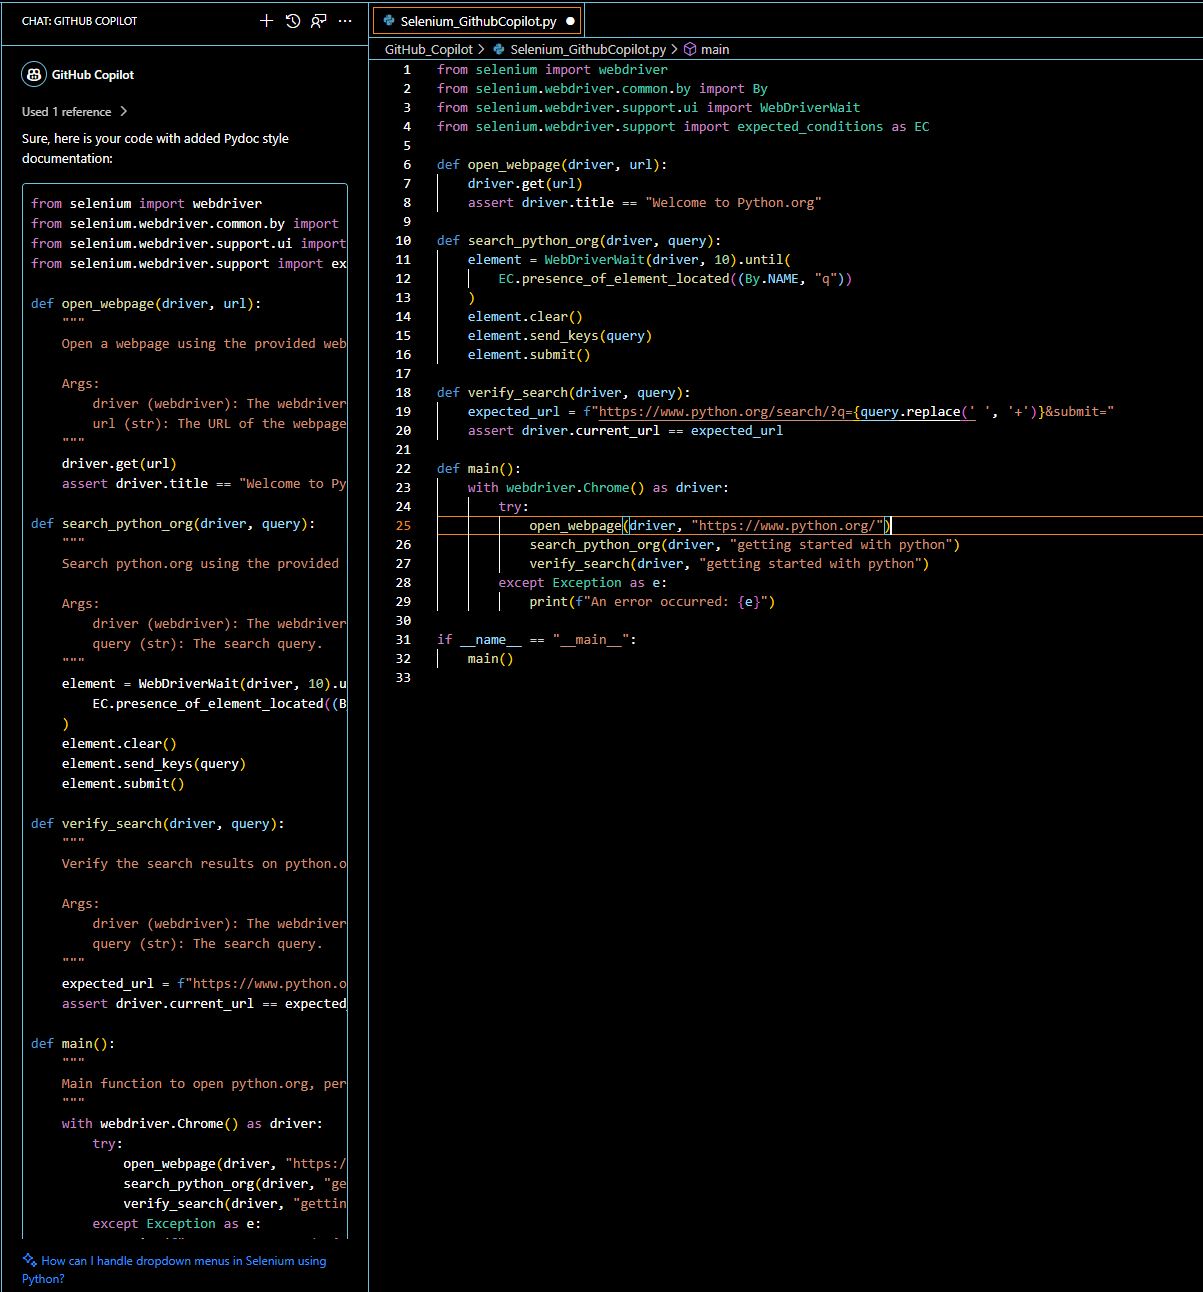 CHAT: GITHUB COPILOT
GitHub Copilot
Used 1 reference
Sure, here is your code with added Pydoc style
documentation:
from selenium import webdriver
from selenium.webdriver.common.by import
from selenium.webdriver.support.ui import
from selenium.webdriver.support import ex
def open_webpage(driver, url):
"""
Open a webpage using the provided web
Args:
driver (webdriver): The webdriver
url (str): The URL of the webpage
"""
driver.get(url)
assert driver.title == "Welcome to Py
def search_python_org(driver, query):
"""
Search python.org using the provided
Args:
driver (webdriver): The webdriver
query (str): The search query.
"""
element = WebDriverWait(driver, 10).u
EC.presence_of_element_located((B
)
element.clear()
element.send_keys(query)
element.submit()
def verify_search(driver, query):
"""
Verify the search results on python.o
Args:
driver (webdriver): The webdriver
query (str): The search query.
"""
expected_url = f"https://www.python.o
assert driver.current_url == expected_
def main():
"""
Main function to open python.org, per
"""
with webdriver.Chrome() as driver:
try:
open_webpage(driver, "https:/
search_python_org(driver, "ge
verify_search(driver, "gettin
except Exception as e:
How can I handle dropdown menus in Selenium using
Python?
Selenium_GithubCopilot.py
GitHub_Copilot > Selenium_GithubCopilot.py > main
1 from selenium import webdriver
2 from selenium.webdriver.common.by import By
3 from selenium.webdriver.support.ui import WebDriverWait
4 from selenium.webdriver.support import expected_conditions as EC
5
6 def open_webpage(driver, url):
7 driver.get(url)
8 assert driver.title == "Welcome to Python.org"
9
10 def search_python_org(driver, query):
11 element = WebDriverWait(driver, 10).until(
12 EC.presence_of_element_located((By.NAME, "q"))
13 )
14 element.clear()
15 element.send_keys(query)
16 element.submit()
17
18 def verify_search(driver, query):
19 expected_url = f"https://www.python.org/search/?q={query.replace(' ', '+')}&submit="
20 assert driver.current_url == expected_url
21
22 def main():
23 with webdriver.Chrome() as driver:
24 try:
25 open_webpage(driver, "https://www.python.org/")
26 search_python_org(driver, "getting started with python")
27 verify_search(driver, "getting started with python")
28 except Exception as e:
29 print(f"An error occurred: {e}")
30
31 if __name__ == "__main__":
32 main()
33